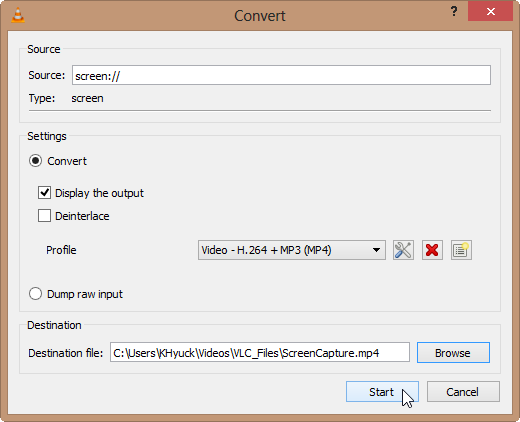 Convert
?
Source
Source: screen://
Type: screen
Settings
Convert
Display the output
Deinterlace
Profile Video - H.264 + MP3 (MP4)
Dump raw input
Destination
Destination file: C:\Users\KHyuck\Videos\VLC_Files\ScreenCapture.mp4 Browse
Start Cancel